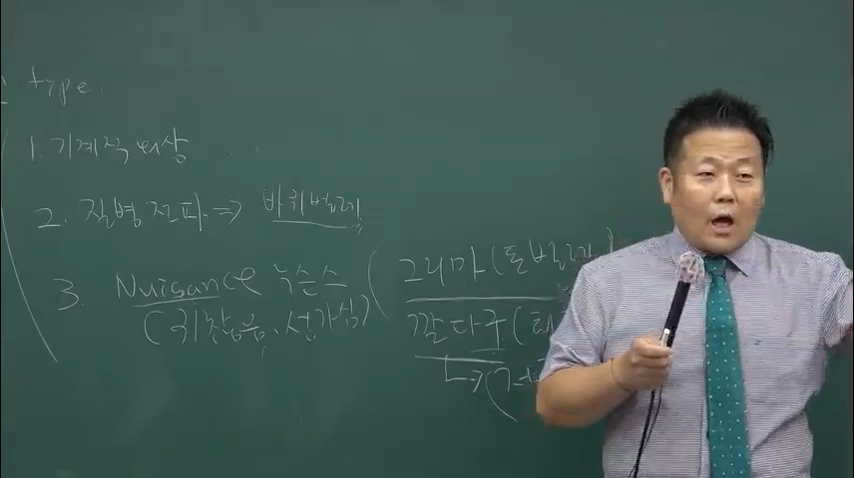 type
1. 기계적 외상
2. 질병전파 ⇒ 바퀴벌레
3. Nuisance 뉴슨스 ( 그리마(돈벌레)
(귀찮음, 성가심) 깔다구(